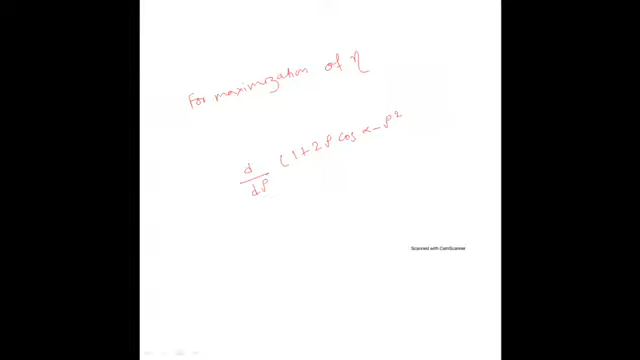 For maximization of η
d/dρ (1+2ρ cos α-ρ²
Scanned with CamScanner